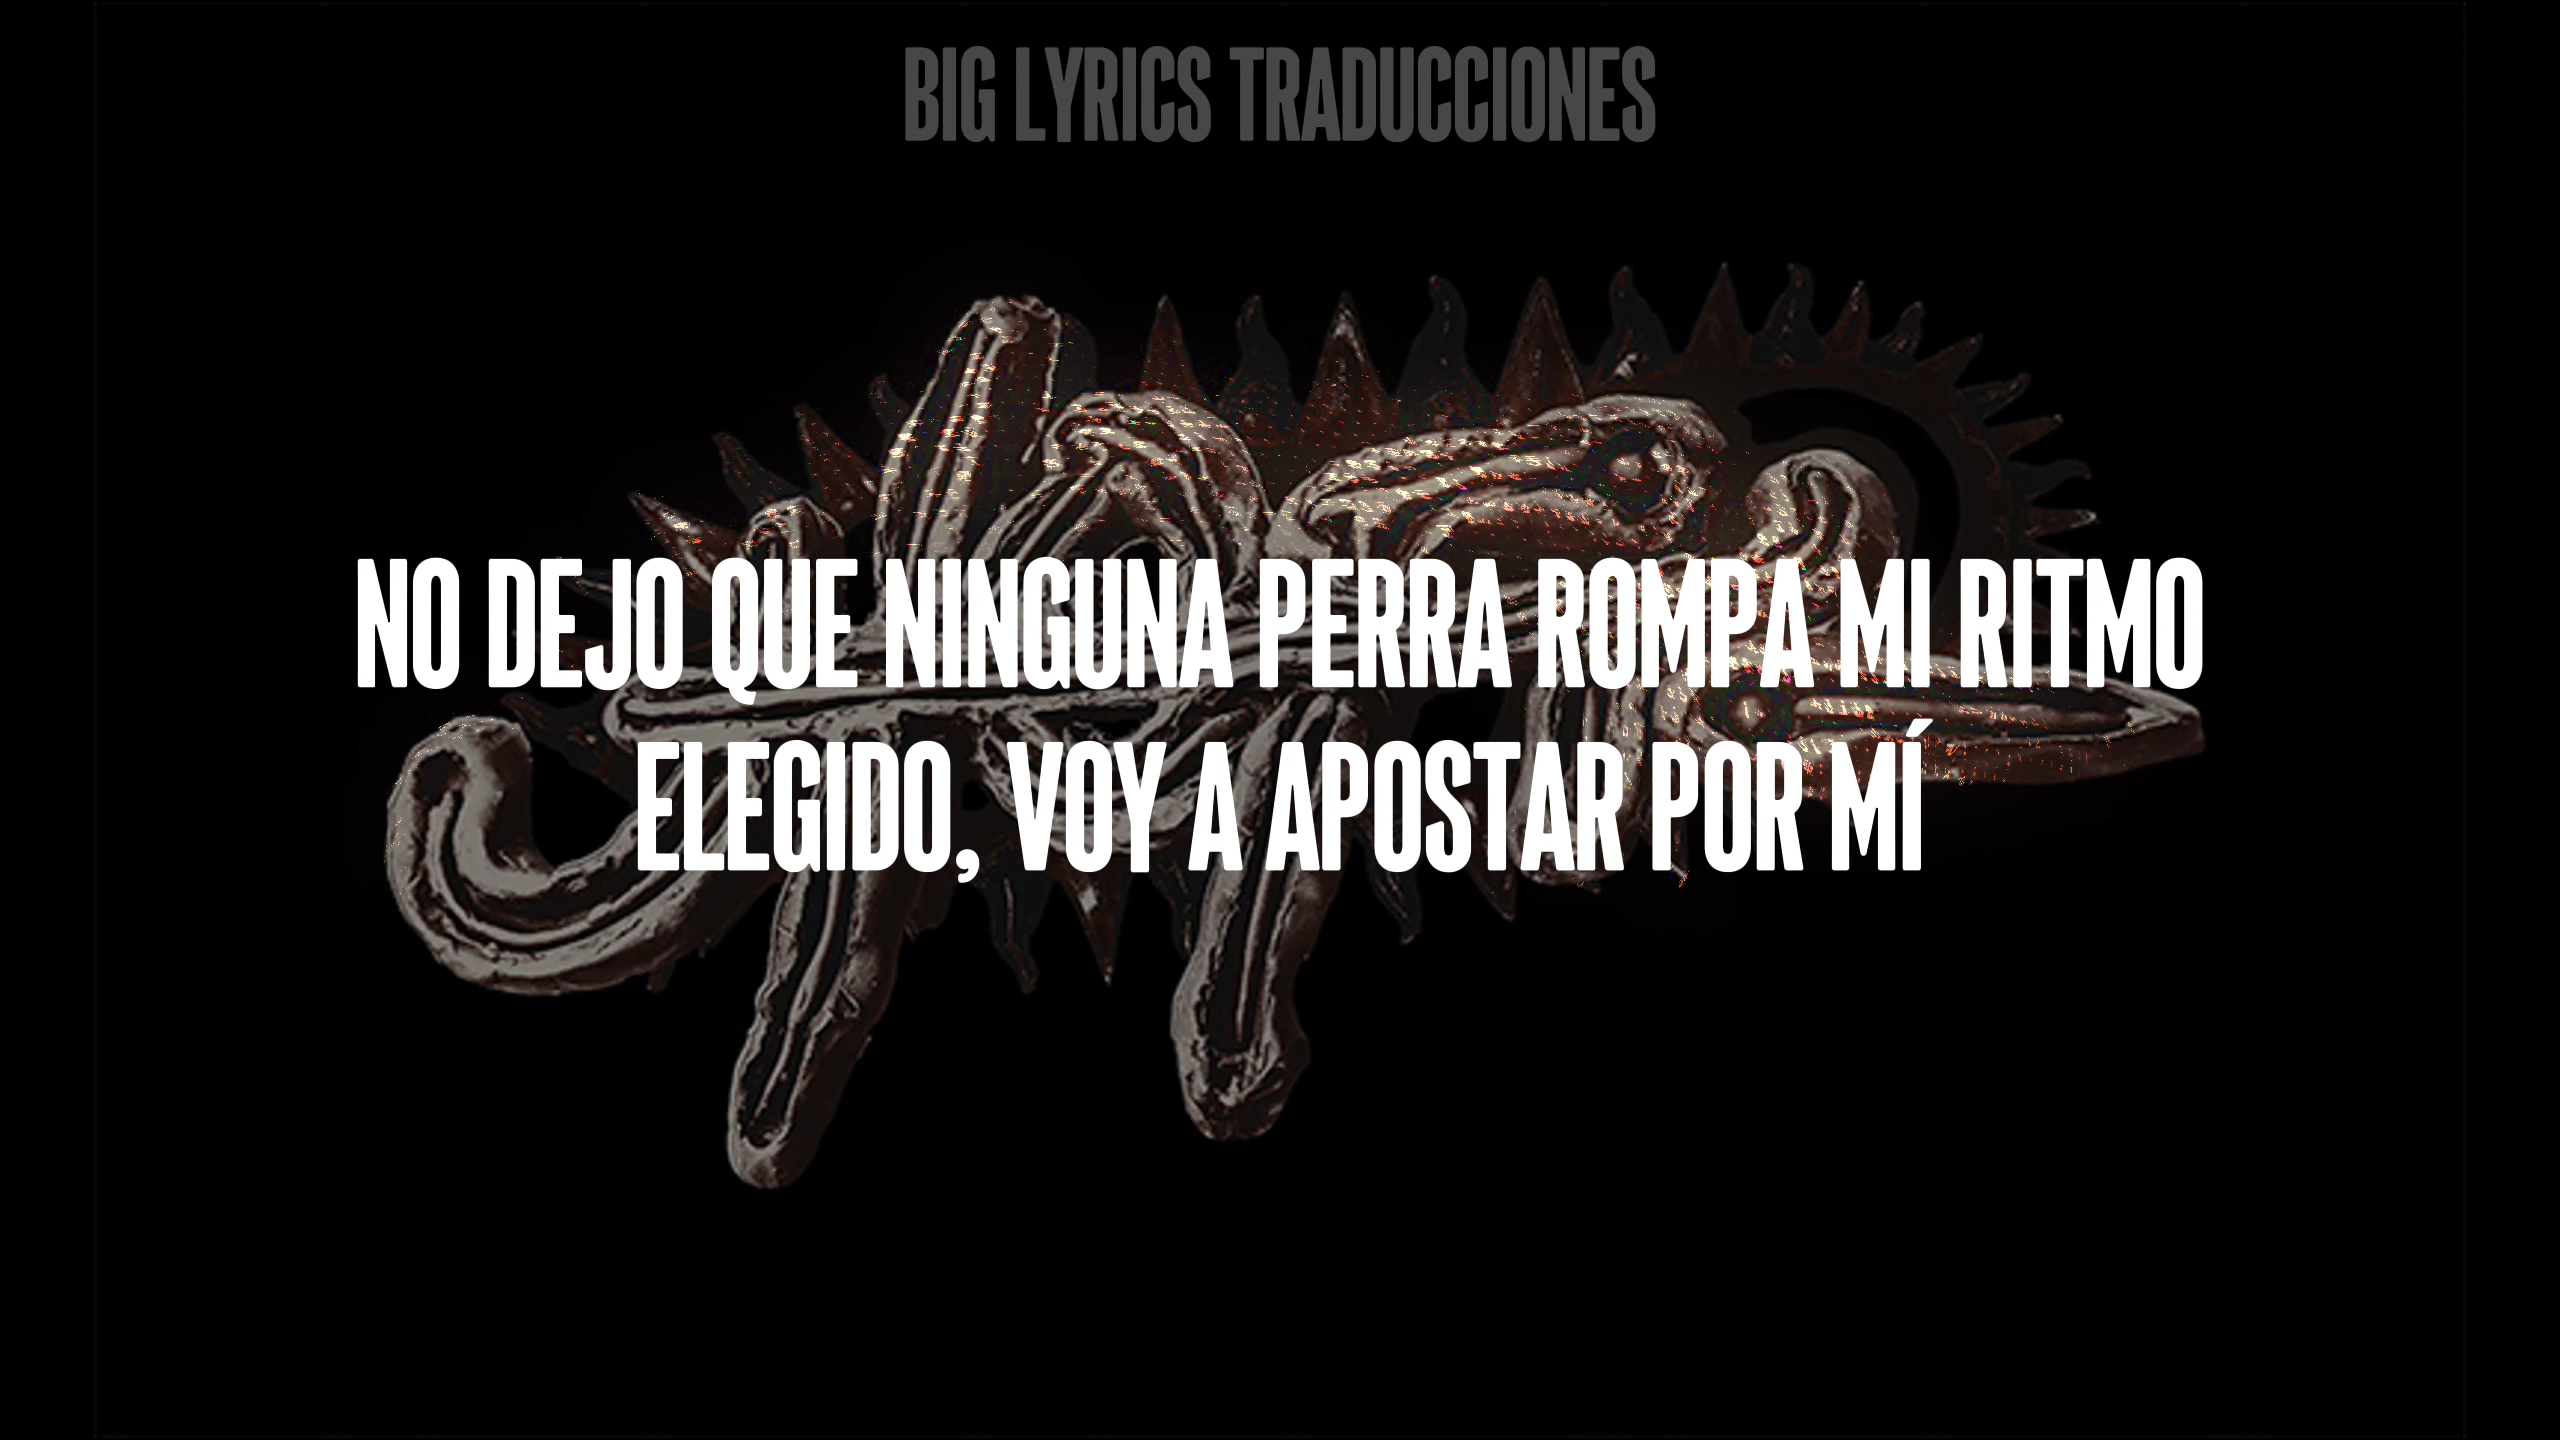 BIG LYRICS TRADUCCIONES
NO DEJO QUE NINGUNA PERRA ROMPA MI RITMO
ELEGIDO, VOY A APOSTAR POR MÍ